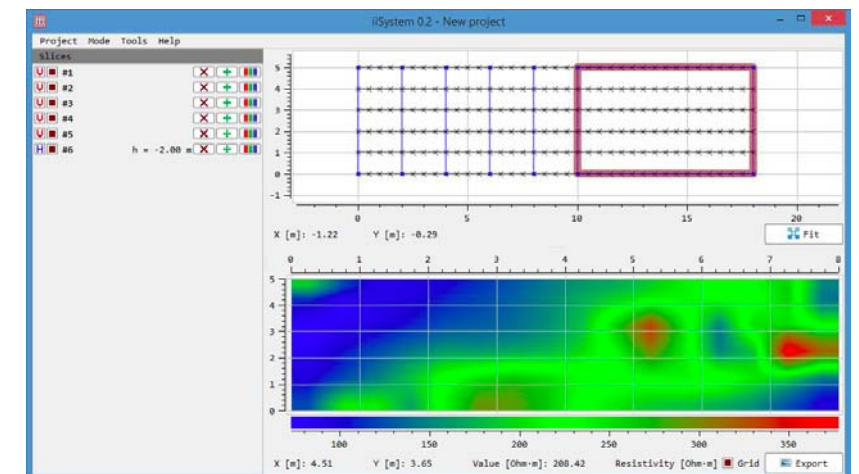 iiSystem 0.2 - New project
Project Mode Tools Help
Slices
V #1
V #2
V #3
V #4
V #5
H #6 h = -2.00 m
5
4
3
2
1
0
-1
0 5 10 15 20
X [m]: -1.22 Y [m]: -0.29 Fit
0 1 2 3 4 5 6 7 8
5
4
3
2
1
0
100 150 200 250 300 350
X [m]: 4.51 Y [m]: 3.65 Value [Ohm·m]: 208.42 Resistivity [Ohm·m] Grid Export